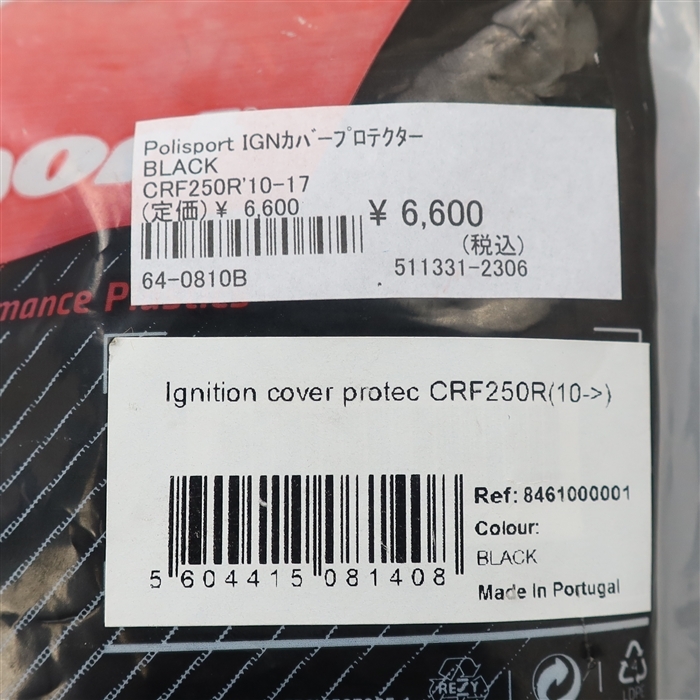 Polisport IGNｶﾊﾞｰﾌﾟﾛﾃｸﾀｰ
BLACK
CRF250R'10-17
(定価)¥ 6,600
¥ 6,600
(税込)
64-0810B
511331-2306
mance Plastics
Ignition cover protec CRF250R(10->)
Ref: 8461000001
Colour:
BLACK
Made In Portugal
5 604415 081408